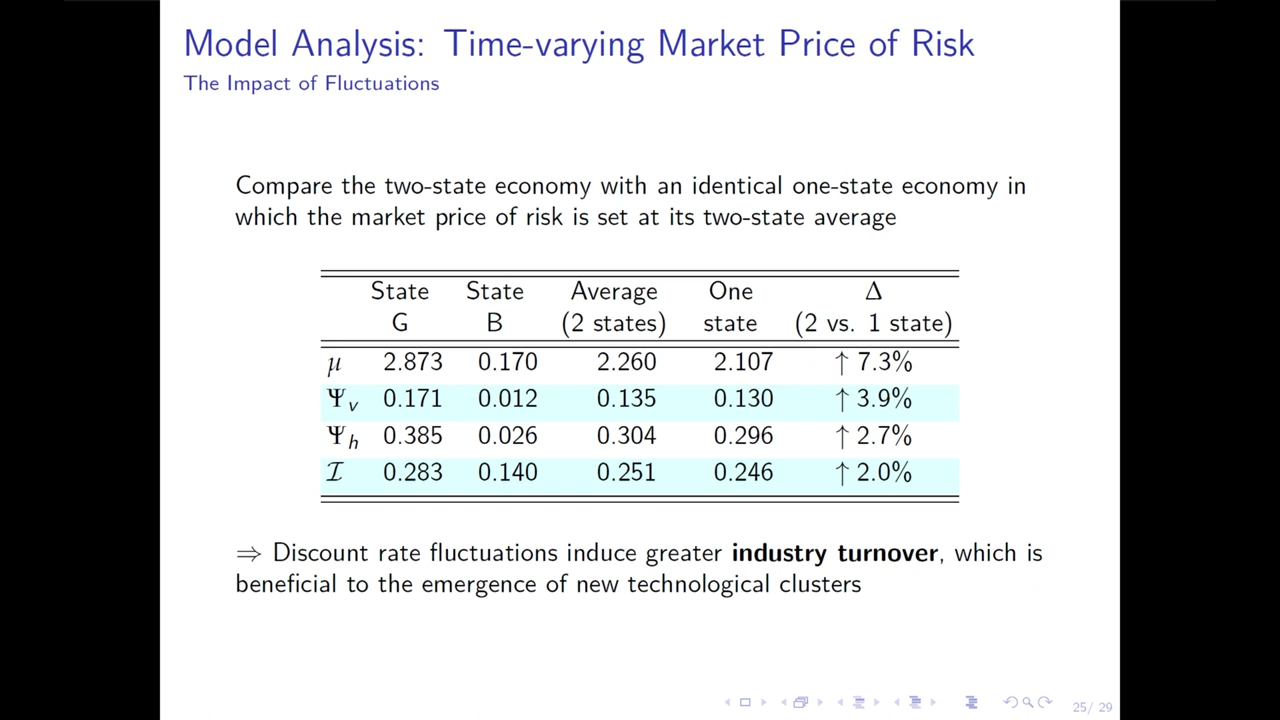 Model Analysis: Time-varying Market Price of Risk
The Impact of Fluctuations
Compare the two-state economy with an identical one-state economy in
which the market price of risk is set at its two-state average
State State Average One Δ
G B (2 states) state (2 vs. 1 state)
μ 2.873 0.170 2.260 2.107 ↑ 7.3%
Ψv 0.171 0.012 0.135 0.130 ↑ 3.9%
Ψh 0.385 0.026 0.304 0.296 ↑ 2.7%
ℐ 0.283 0.140 0.251 0.246 ↑ 2.0%
⇒ Discount rate fluctuations induce greater industry turnover, which is
beneficial to the emergence of new technological clusters
25/ 29